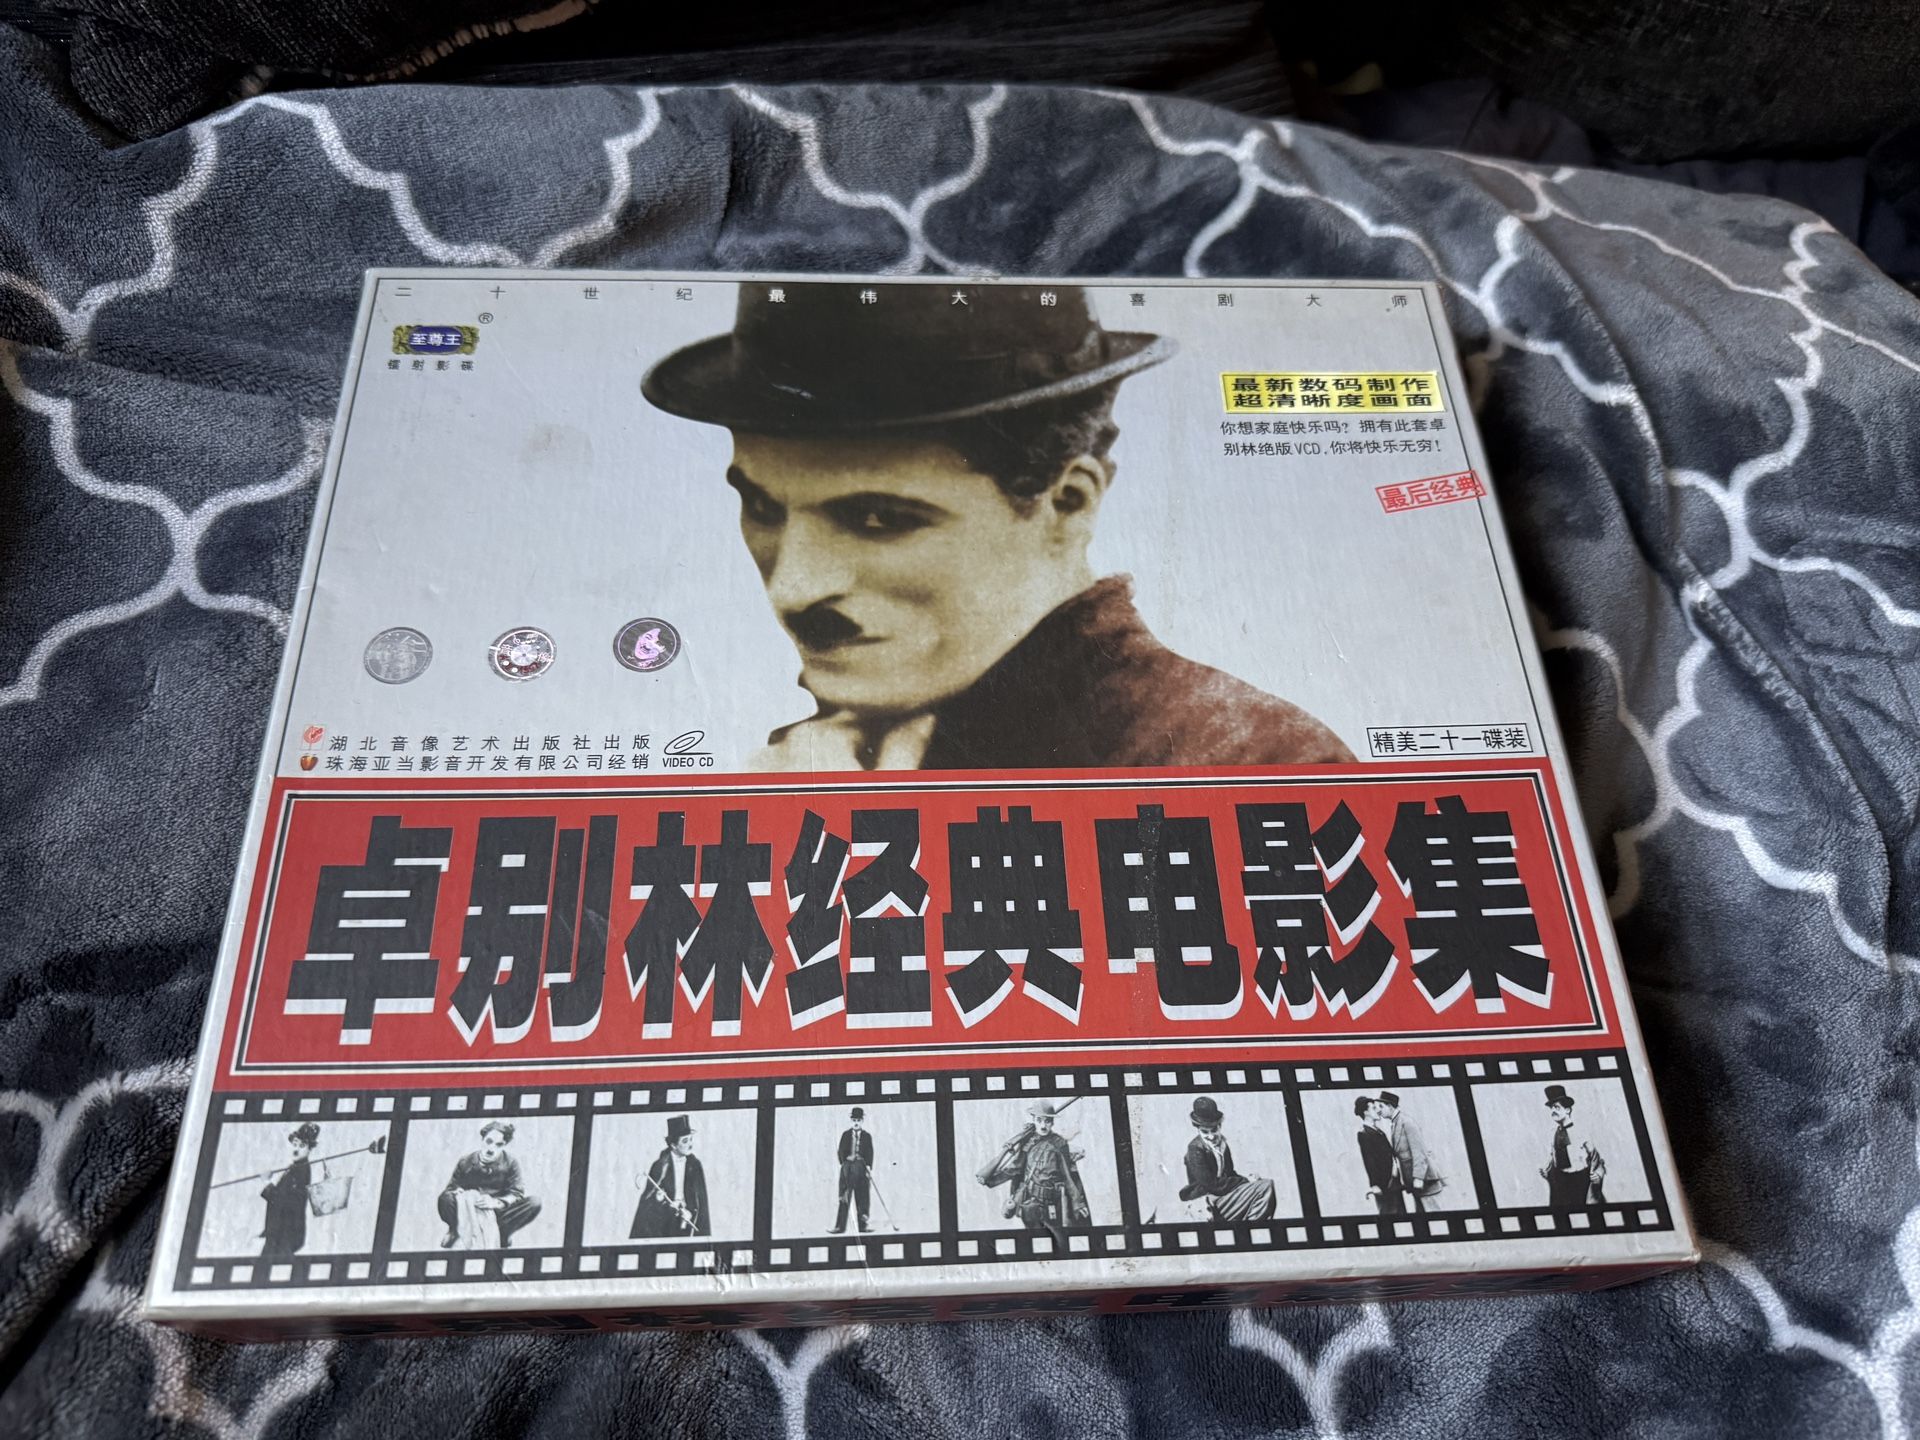 二十世纪最伟大的喜剧大师
至尊王
®
镭射影碟
最新数码制作
超清晰度画面
你想家庭快乐吗？拥有此套卓
别林绝版VCD，你将快乐无穷！
最后经典
湖北音像艺术出版社出版
珠海亚当影音开发有限公司经销
VIDEO CD
精美二十一碟装
卓别林经典电影集